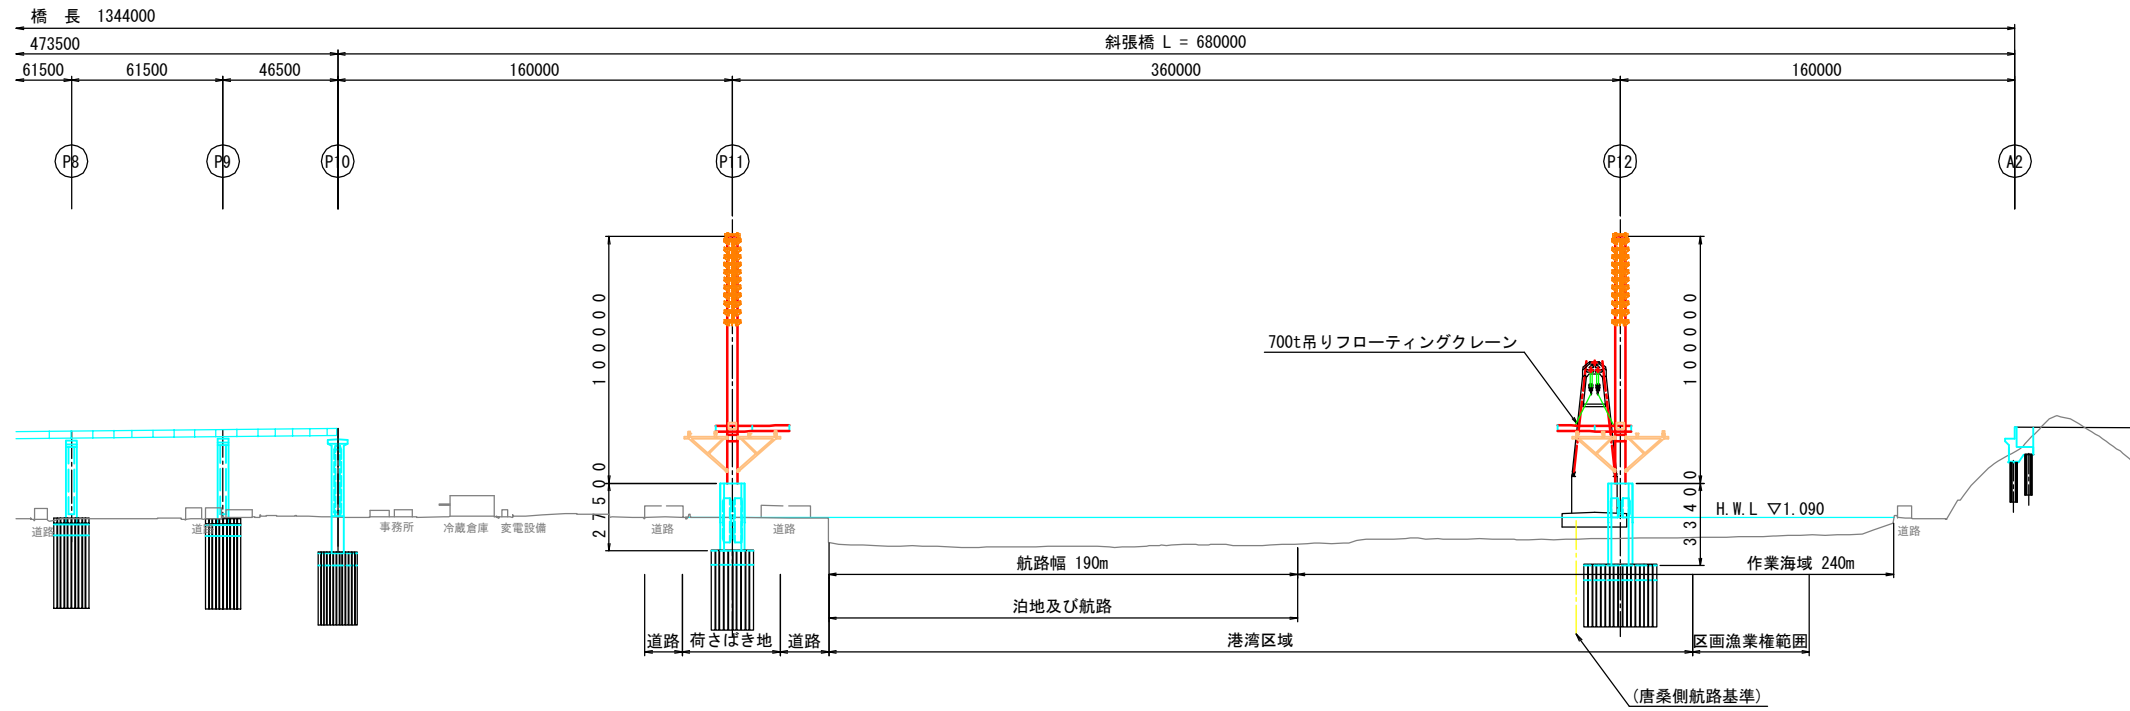 橋 長 1344000
473500
斜張橋 L = 680000
61500
61500
46500
160000
360000
160000
P8
P9
P10
P11
P12
A2
100000
100000
700t吊りフローティングクレーン
27500
33400
H.W.L ▽1.090
道路
道路
事務所
冷蔵倉庫
変電設備
道路
道路
道路
航路幅 190m
作業海域 240m
泊地及び航路
道路
荷さばき地
道路
港湾区域
区画漁業権範囲
(唐桑側航路基準)